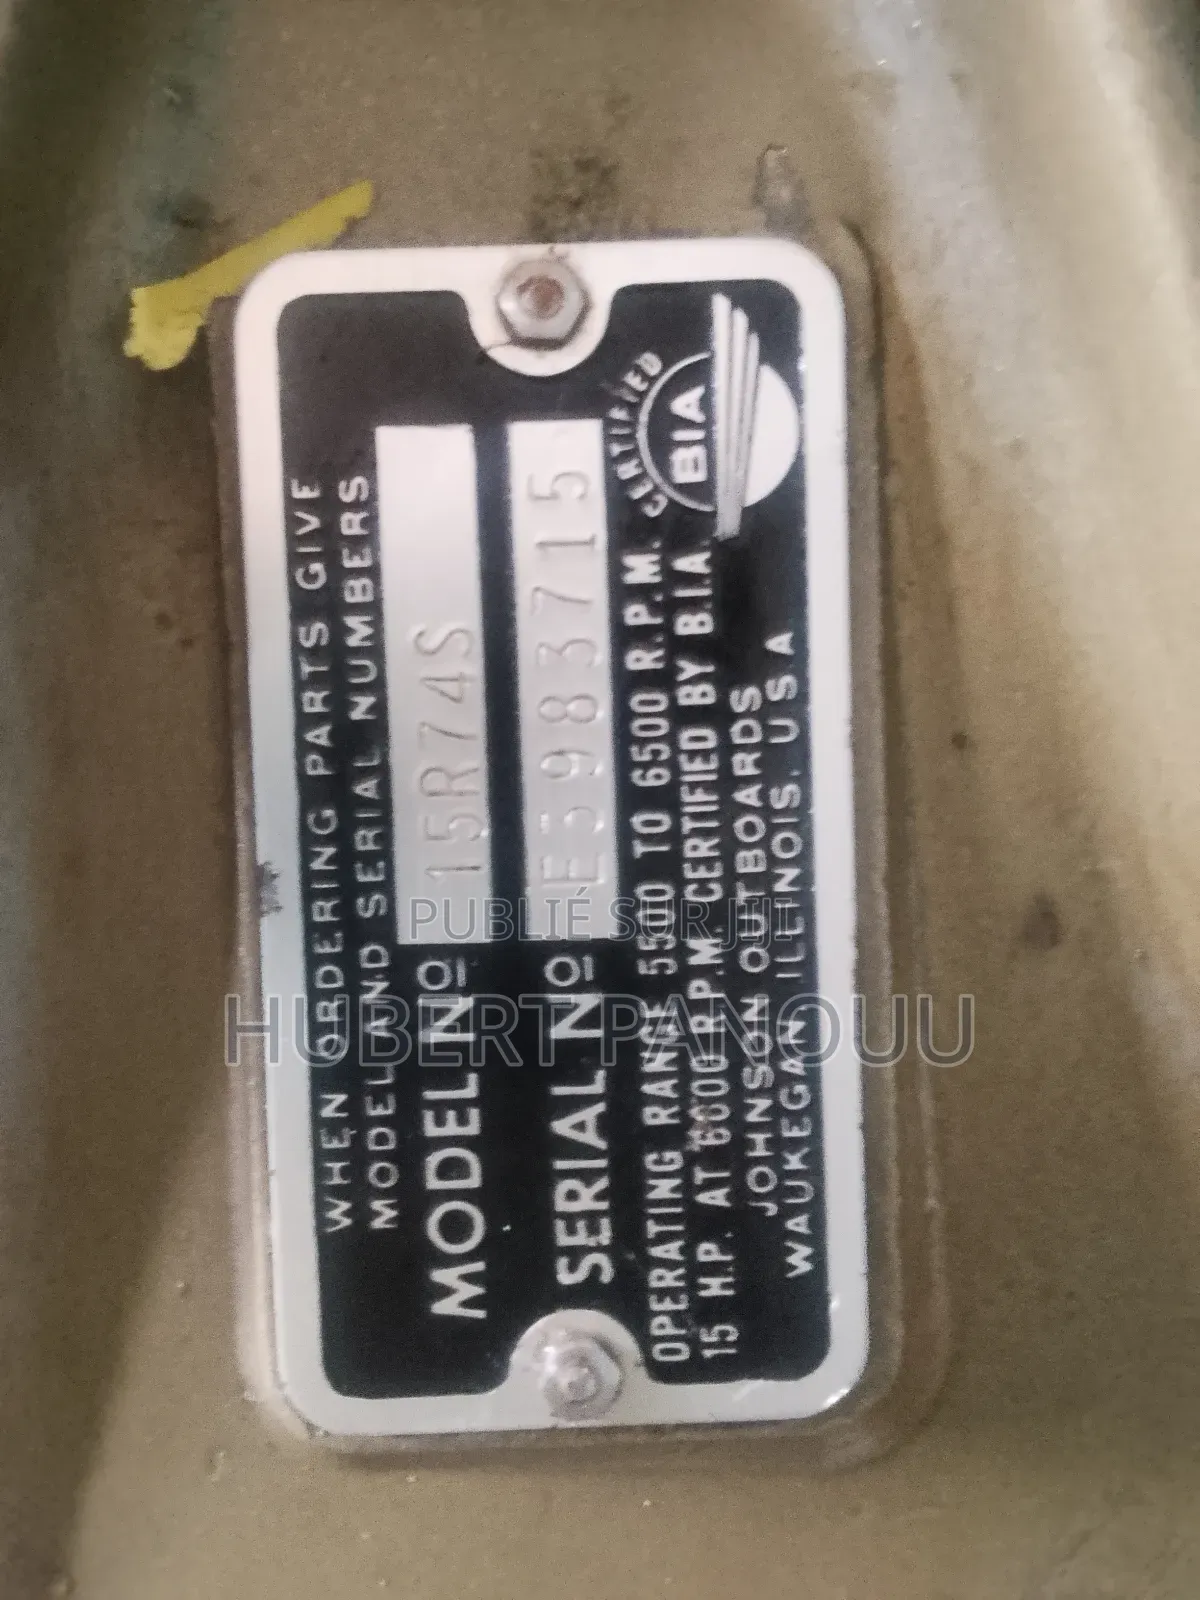 WHEN ORDERING PARTS GIVE
MODEL AND SERIAL NUMBERS
MODEL Nº 15R74S
SERIAL Nº E5983715
OPERATING RANGE 5500 TO 6500 R.P.M.
15 H.P. AT 6000 R.P.M. CERTIFIED BY B.I.A.
JOHNSON OUTBOARDS
WAUKEGAN ILLINOIS. U.S.A
CERTIFIED
BIA
PUBLIÉ SUR JIJI
HUBERT PANOUU